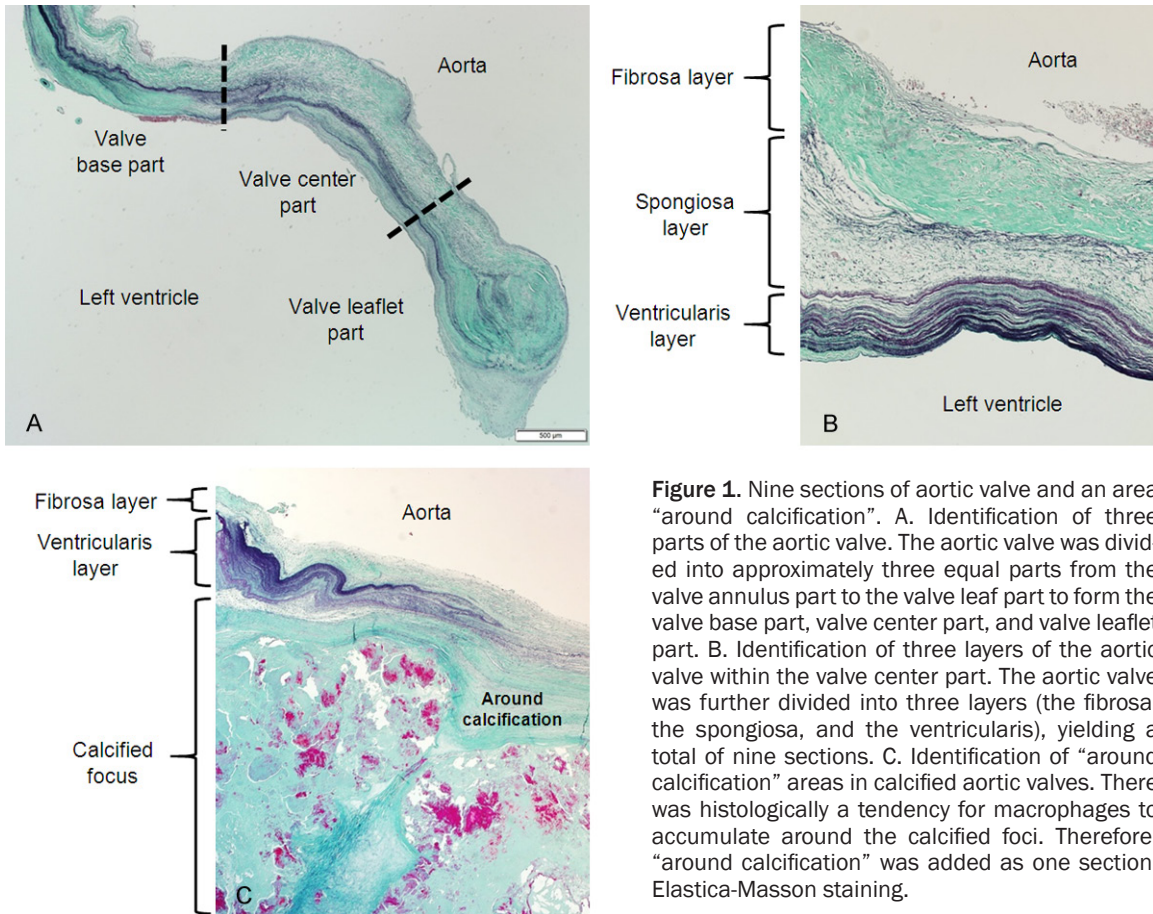 Aorta
Valve
base part
Valve center
part
Left ventricle
Valve leaflet
part
A
500 µm
Fibrosa layer
Aorta
Spongiosa
layer
Ventricularis
layer
Left ventricle
B
Fibrosa layer
Aorta
Ventricularis
layer
Around
calcification
Calcified
focus
C
Figure 1. Nine sections of aortic valve and an area
“around calcification”. A. Identification of three
parts of the aortic valve. The aortic valve was divid-
ed into approximately three equal parts from the
valve annulus part to the valve leaf part to form the
valve base part, valve center part, and valve leaflet
part. B. Identification of three layers of the aortic
valve within the valve center part. The aortic valve
was further divided into three layers (the fibrosa,
the spongiosa, and the ventricularis), yielding a
total of nine sections. C. Identification of “around
calcification” areas in calcified aortic valves. There
was histologically a tendency for macrophages to
accumulate around the calcified foci. Therefore,
“around calcification” was added as one section.
Elastica-Masson staining.